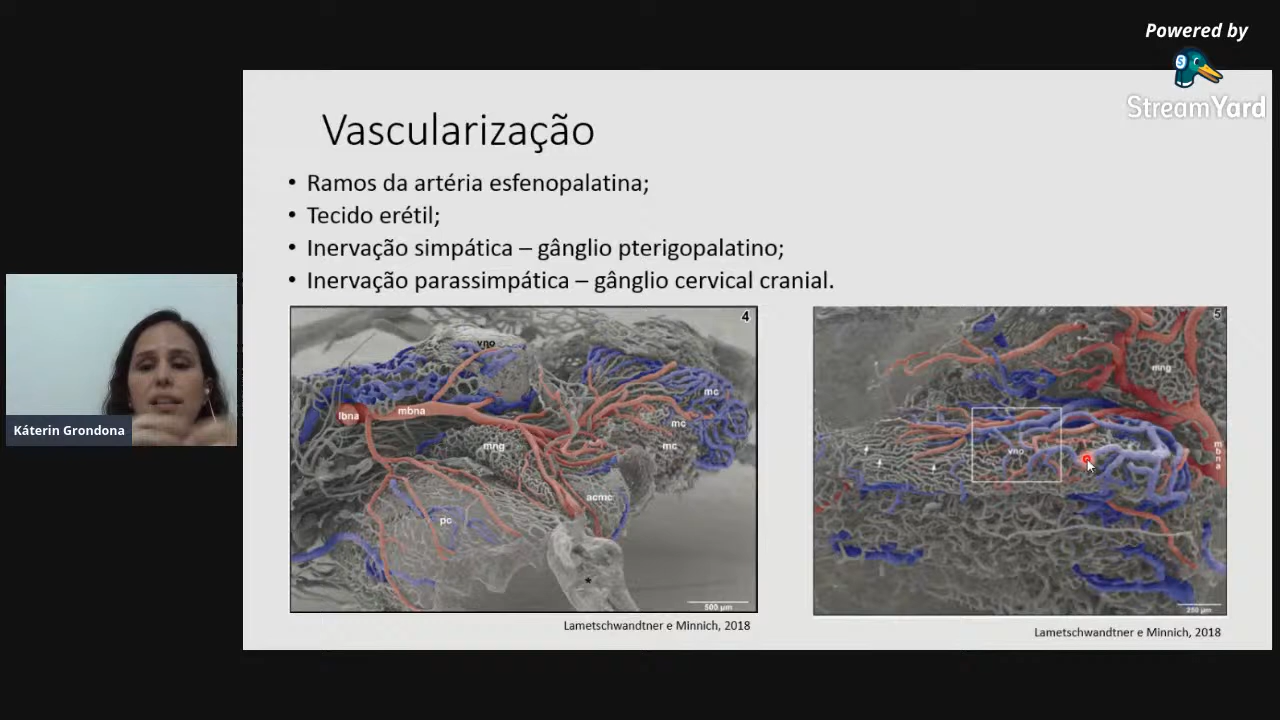 Powered by
StreamYard
Vascularização
• Ramos da artéria esfenopalatina;
• Tecido erétil;
• Inervação simpática – gânglio pterigopalatino;
• Inervação parassimpática – gânglio cervical cranial.
4
vno
lbna
mbna
mc
mc
mc
mng
acmc
pc
*
500 µm
Lametschwandtner e Minnich, 2018
5
mng
vno
mbna
250 µm
Lametschwandtner e Minnich, 2018
Káterin Grondona